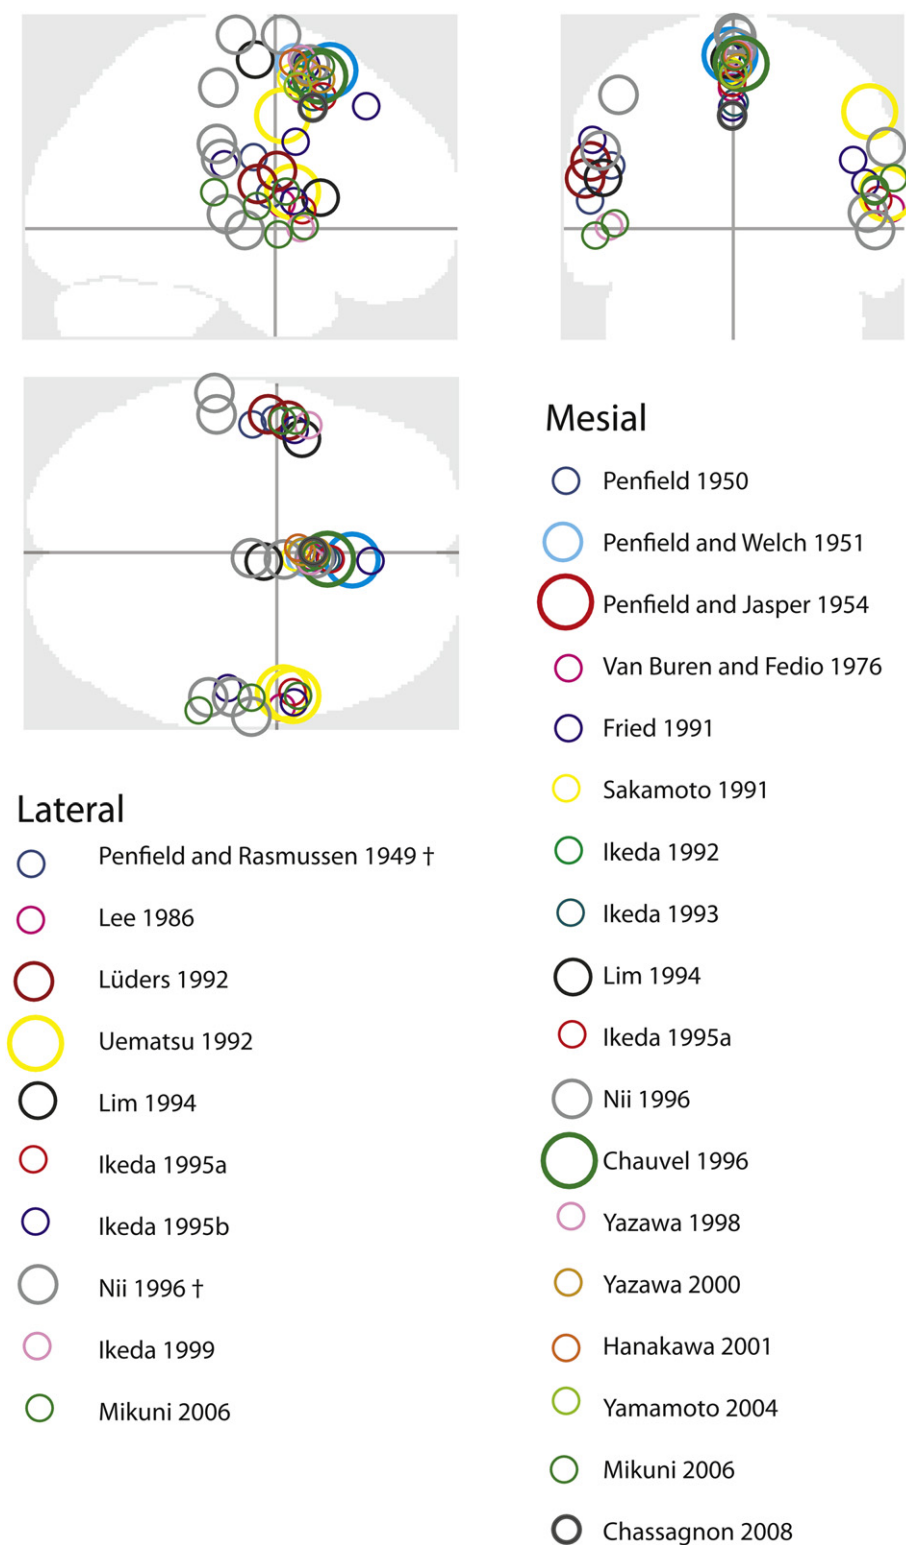 Mesial
Penfield 1950
Penfield and Welch 1951
Penfield and Jasper 1954
Van Buren and Fedio 1976
Fried 1991
Sakamoto 1991
Ikeda 1992
Ikeda 1993
Lim 1994
Ikeda 1995a
Nii 1996
Chauvel 1996
Yazawa 1998
Yazawa 2000
Hanakawa 2001
Yamamoto 2004
Mikuni 2006
Chassagnon 2008
Lateral
Penfield and Rasmussen 1949 †
Lee 1986
Lüders 1992
Uematsu 1992
Lim 1994
Ikeda 1995a
Ikeda 1995b
Nii 1996 †
Ikeda 1999
Mikuni 2006